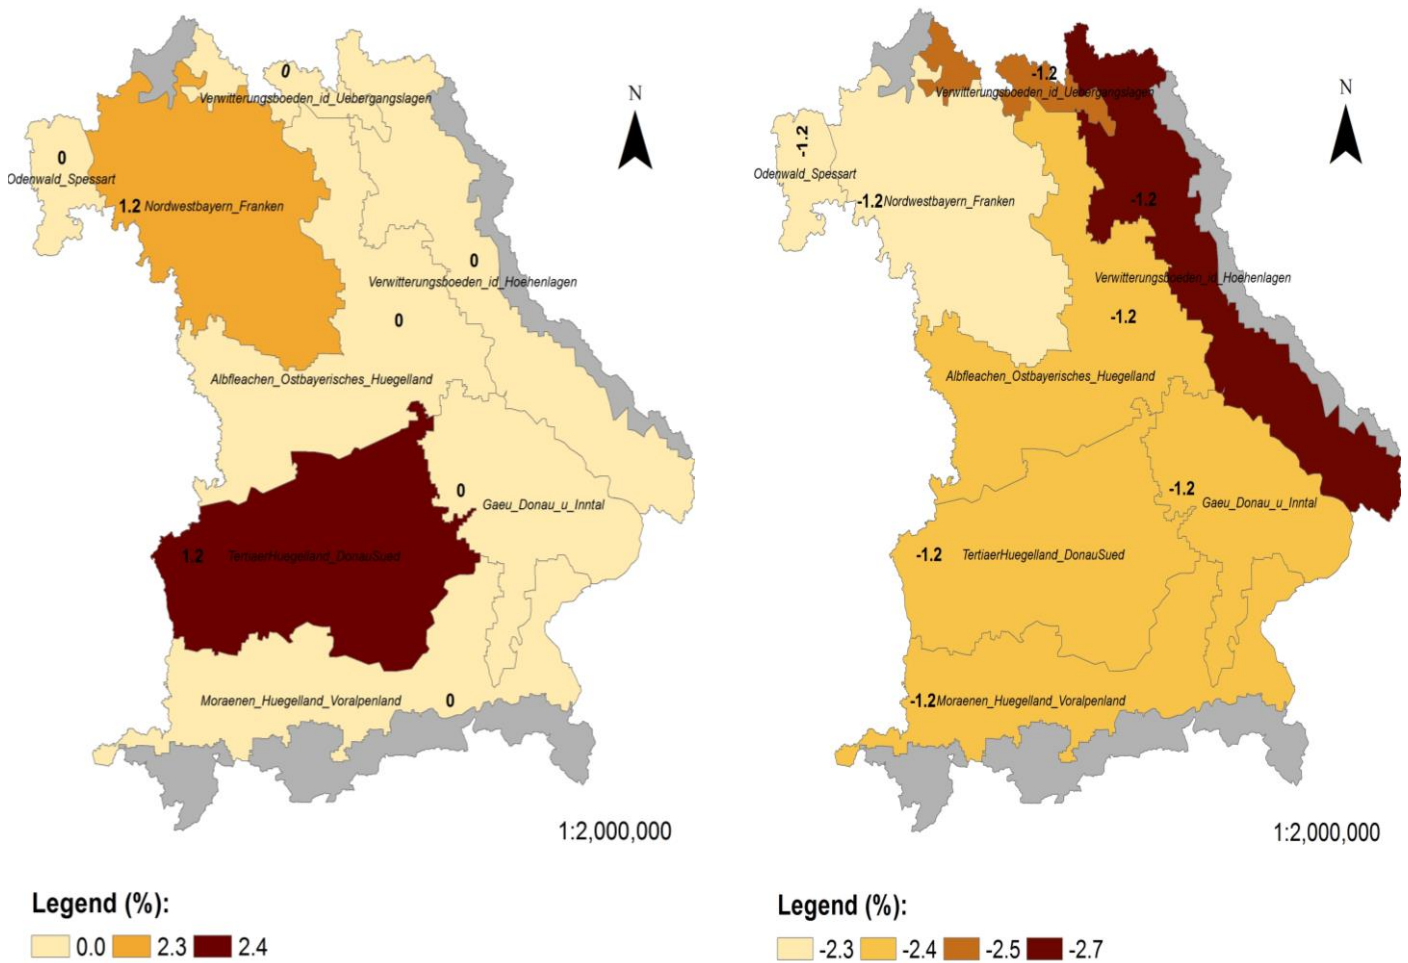 0
Verwitterungsboeden_id_Uebergangslagen
N
0
Odenwald_Spessart
1.2 Nordwestbayern_Franken
0
Verwitterungsboeden_id_Hoehenlagen
0
Albfleachen_Ostbayerisches_Huegelland
0
Gaeu_Donau_u_Inntal
1.2 TertiaerHuegelland_DonauSued
Moraenen_Huegelland_Voralpenland 0
1:2,000,000
Legend (%):
0.0 2.3 2.4
-1.2
Verwitterungsboeden_id_Uebergangslagen
N
-1.2
Odenwald_Spessart
-1.2 Nordwestbayern_Franken
-1.2
Verwitterungsboeden_id_Hoehenlagen
-1.2
Albfleachen_Ostbayerisches_Huegelland
-1.2
Gaeu_Donau_u_Inntal
-1.2 TertiaerHuegelland_DonauSued
-1.2 Moraenen_Huegelland_Voralpenland
1:2,000,000
Legend (%):
-2.3 -2.4 -2.5 -2.7